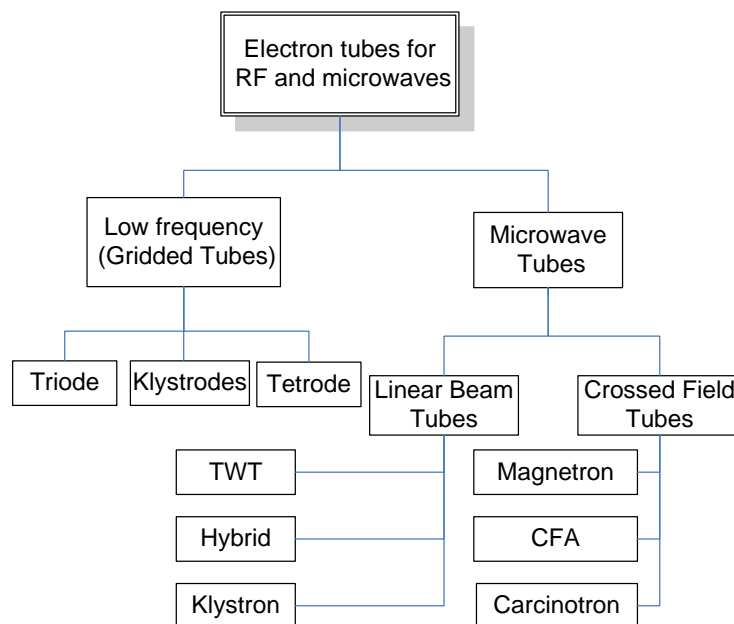 Electron tubes for
RF and microwaves
Low frequency
(Gridded Tubes)
Microwave
Tubes
Triode
Klystrodes
Tetrode
Linear Beam
Tubes
Crossed Field
Tubes
TWT
Magnetron
Hybrid
CFA
Klystron
Carcinotron